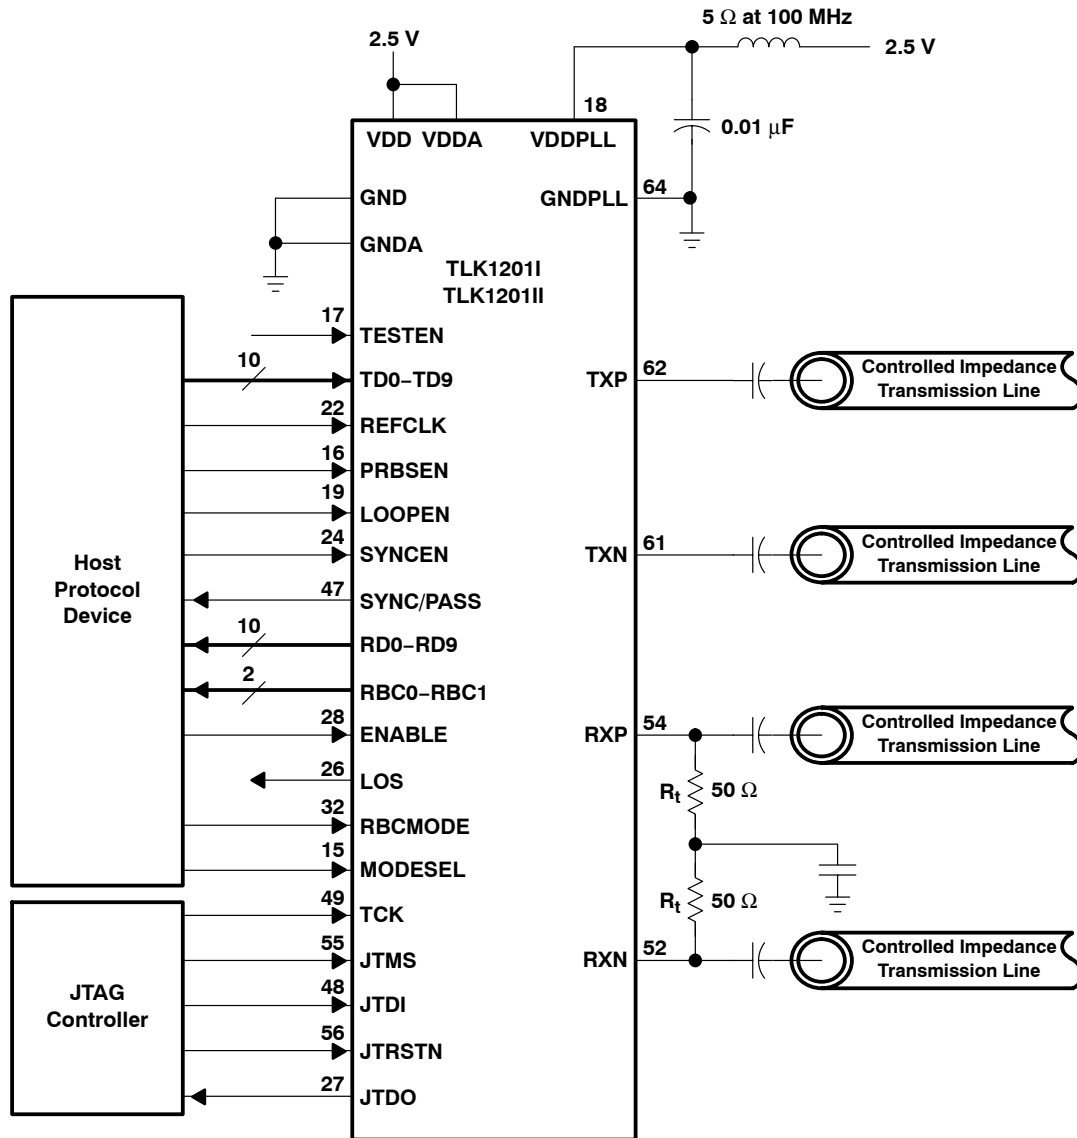 5 Ω at 100 MHz
2.5 V
2.5 V
18
0.01 μF
VDD
VDDA
VDDPLL
GND
GNDPLL
64
GNDA
TLK1201I
TLK1201II
17
TESTEN
10
TD0–TD9
TXP
62
Controlled Impedance
Transmission Line
22
REFCLK
16
PRBSEN
19
LOOPEN
24
SYNCEN
TXN
61
Controlled Impedance
Transmission Line
Host
Protocol
Device
47
SYNC/PASS
10
RD0–RD9
2
RBC0–RBC1
28
ENABLE
RXP
54
Controlled Impedance
Transmission Line
26
LOS
Rt
50 Ω
32
RBCMODE
15
MODESEL
49
TCK
Rt
50 Ω
55
JTMS
RXN
52
Controlled Impedance
Transmission Line
JTAG
Controller
48
JTDI
56
JTRSTN
27
JTDO